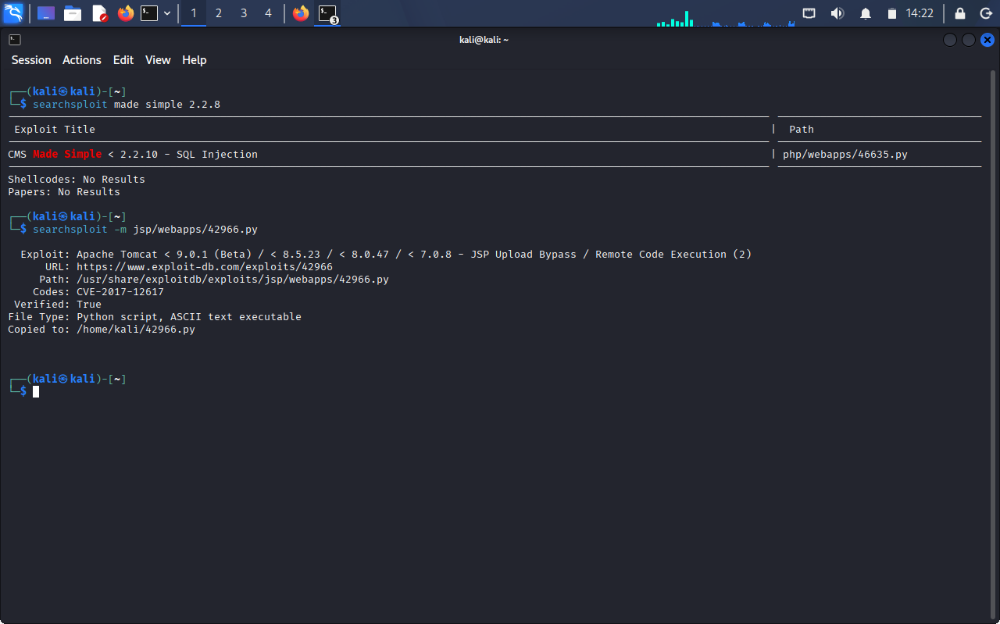 1 2 3 4 3 14:22
kali@kali: ~
Session Actions Edit View Help
┌──(kali㉿kali)-[~]
└─$ searchsploit made simple 2.2.8
Exploit Title | Path
CMS Made Simple < 2.2.10 - SQL Injection | php/webapps/46635.py
Shellcodes: No Results
Papers: No Results
┌──(kali㉿kali)-[~]
└─$ searchsploit -m jsp/webapps/42966.py
Exploit: Apache Tomcat < 9.0.1 (Beta) / < 8.5.23 / < 8.0.47 / < 7.0.8 - JSP Upload Bypass / Remote Code Execution (2)
URL: https://www.exploit-db.com/exploits/42966
Path: /usr/share/exploitdb/exploits/jsp/webapps/42966.py
Codes: CVE-2017-12617
Verified: True
File Type: Python script, ASCII text executable
Copied to: /home/kali/42966.py
┌──(kali㉿kali)-[~]
└─$